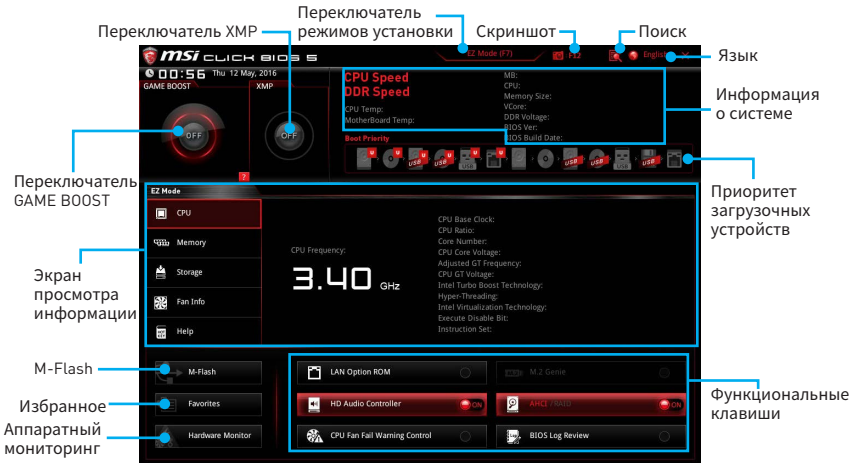 Переключатель
режимов установки
Переключатель XMP
Скриншот
Поиск
msi CLICK BIOS 5
EZ Mode (F7)
F12
English
Язык
00:56 Thu 12 May, 2016
GAME BOOST
XMP
CPU Speed
DDR Speed
CPU Temp:
MotherBoard Temp:
MB:
CPU:
Memory Size:
VCore:
DDR Voltage:
BIOS Ver:
BIOS Build Date:
Информация
о системе
OFF
OFF
Boot Priority
U U USB U USB U USB U U USB USB USB USB
?
Переключатель
GAME BOOST
Приоритет
загрузочных
устройств
EZ Mode
CPU
Memory
Storage
Fan Info
Help
CPU Frequency:
3.40 GHz
CPU Base Clock:
CPU Ratio:
Core Number:
CPU Core Voltage:
Adjusted GT Frequency:
CPU GT Voltage:
Intel Turbo Boost Technology:
Hyper-Threading:
Intel Virtualization Technology:
Execute Disable Bit:
Instruction Set:
Экран
просмотра
информации
M-Flash
M-Flash
LAN Option ROM
M.2 Genie
Избранное
Favorites
HD Audio Controller
ON
AHCI /RAID
ON
Функциональные
клавиши
Аппаратный
мониторинг
Hardware Monitor
CPU Fan Fail Warning Control
BIOS Log Review